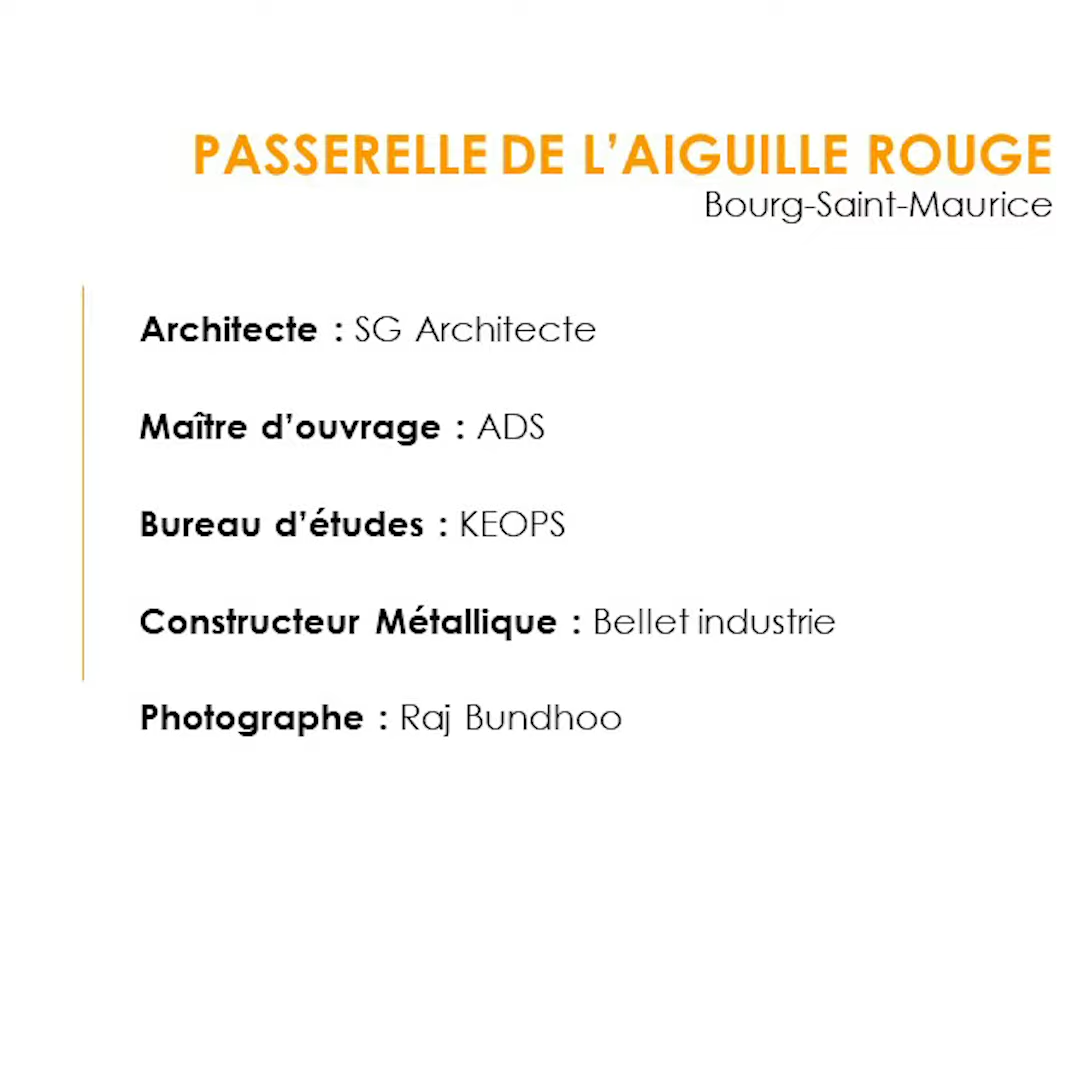 PASSERELLE DE L’AIGUILLE ROUGE
Bourg-Saint-Maurice
Architecte : SG Architecte
Maître d’ouvrage : ADS
Bureau d’études : KEOPS
Constructeur Métallique : Bellet industrie
Photographe : Raj Bundhoo